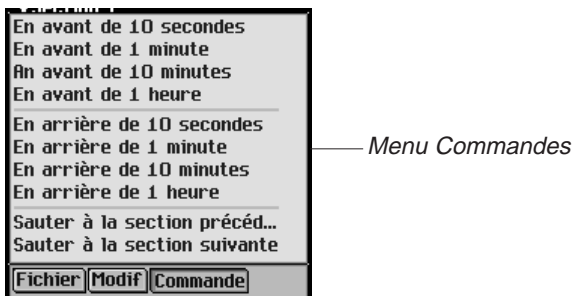 En avant de 10 secondes
En avant de 1 minute
An avant de 10 minutes
En avant de 1 heure
En arrière de 10 secondes
En arrière de 1 minute
En arrière de 10 minutes
En arrière de 1 heure
Sauter à la section précéd...
Sauter à la section suivante
Fichier Modif Commande
Menu Commandes